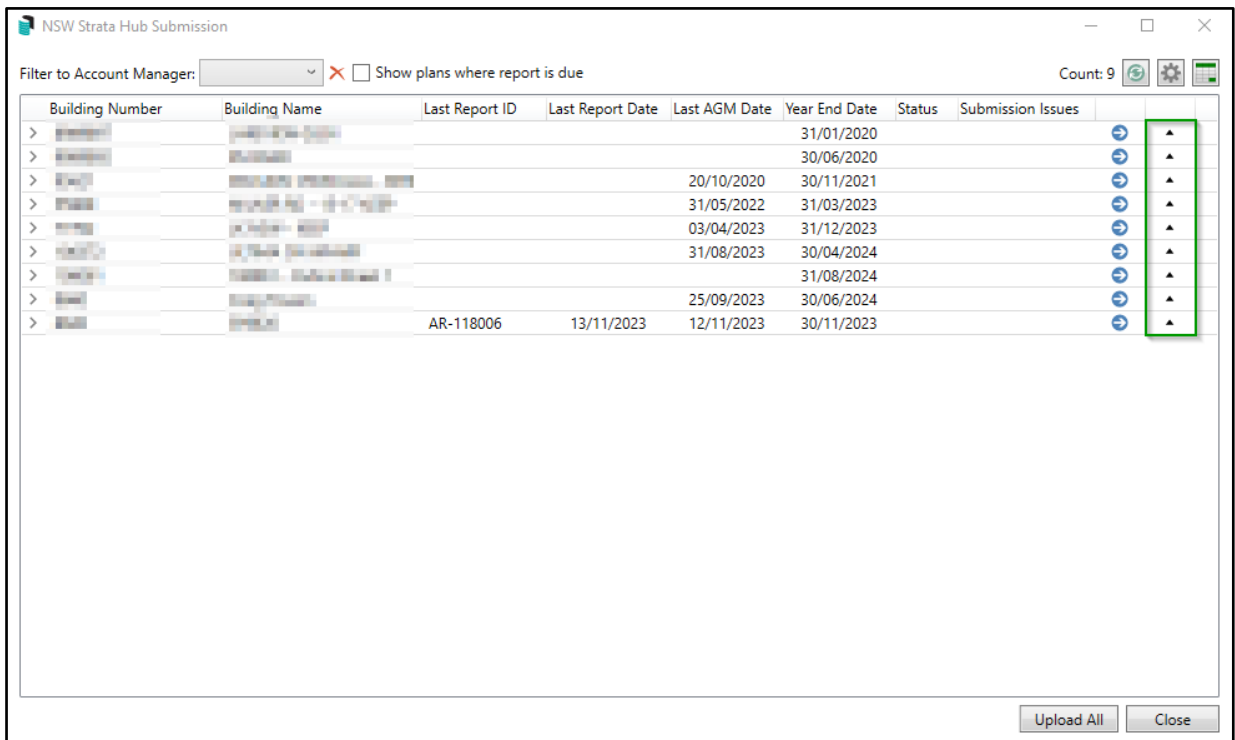 NSW Strata Hub Submission
Filter to Account Manager: Show plans where report is due Count: 9
Building Number Building Name Last Report ID Last Report Date Last AGM Date Year End Date Status Submission Issues
31/01/2020
30/06/2020
20/10/2020 30/11/2021
31/05/2022 31/03/2023
03/04/2023 31/12/2023
31/08/2023 30/04/2024
31/08/2024
25/09/2023 30/06/2024
AR-118006 13/11/2023 12/11/2023 30/11/2023
Upload All Close